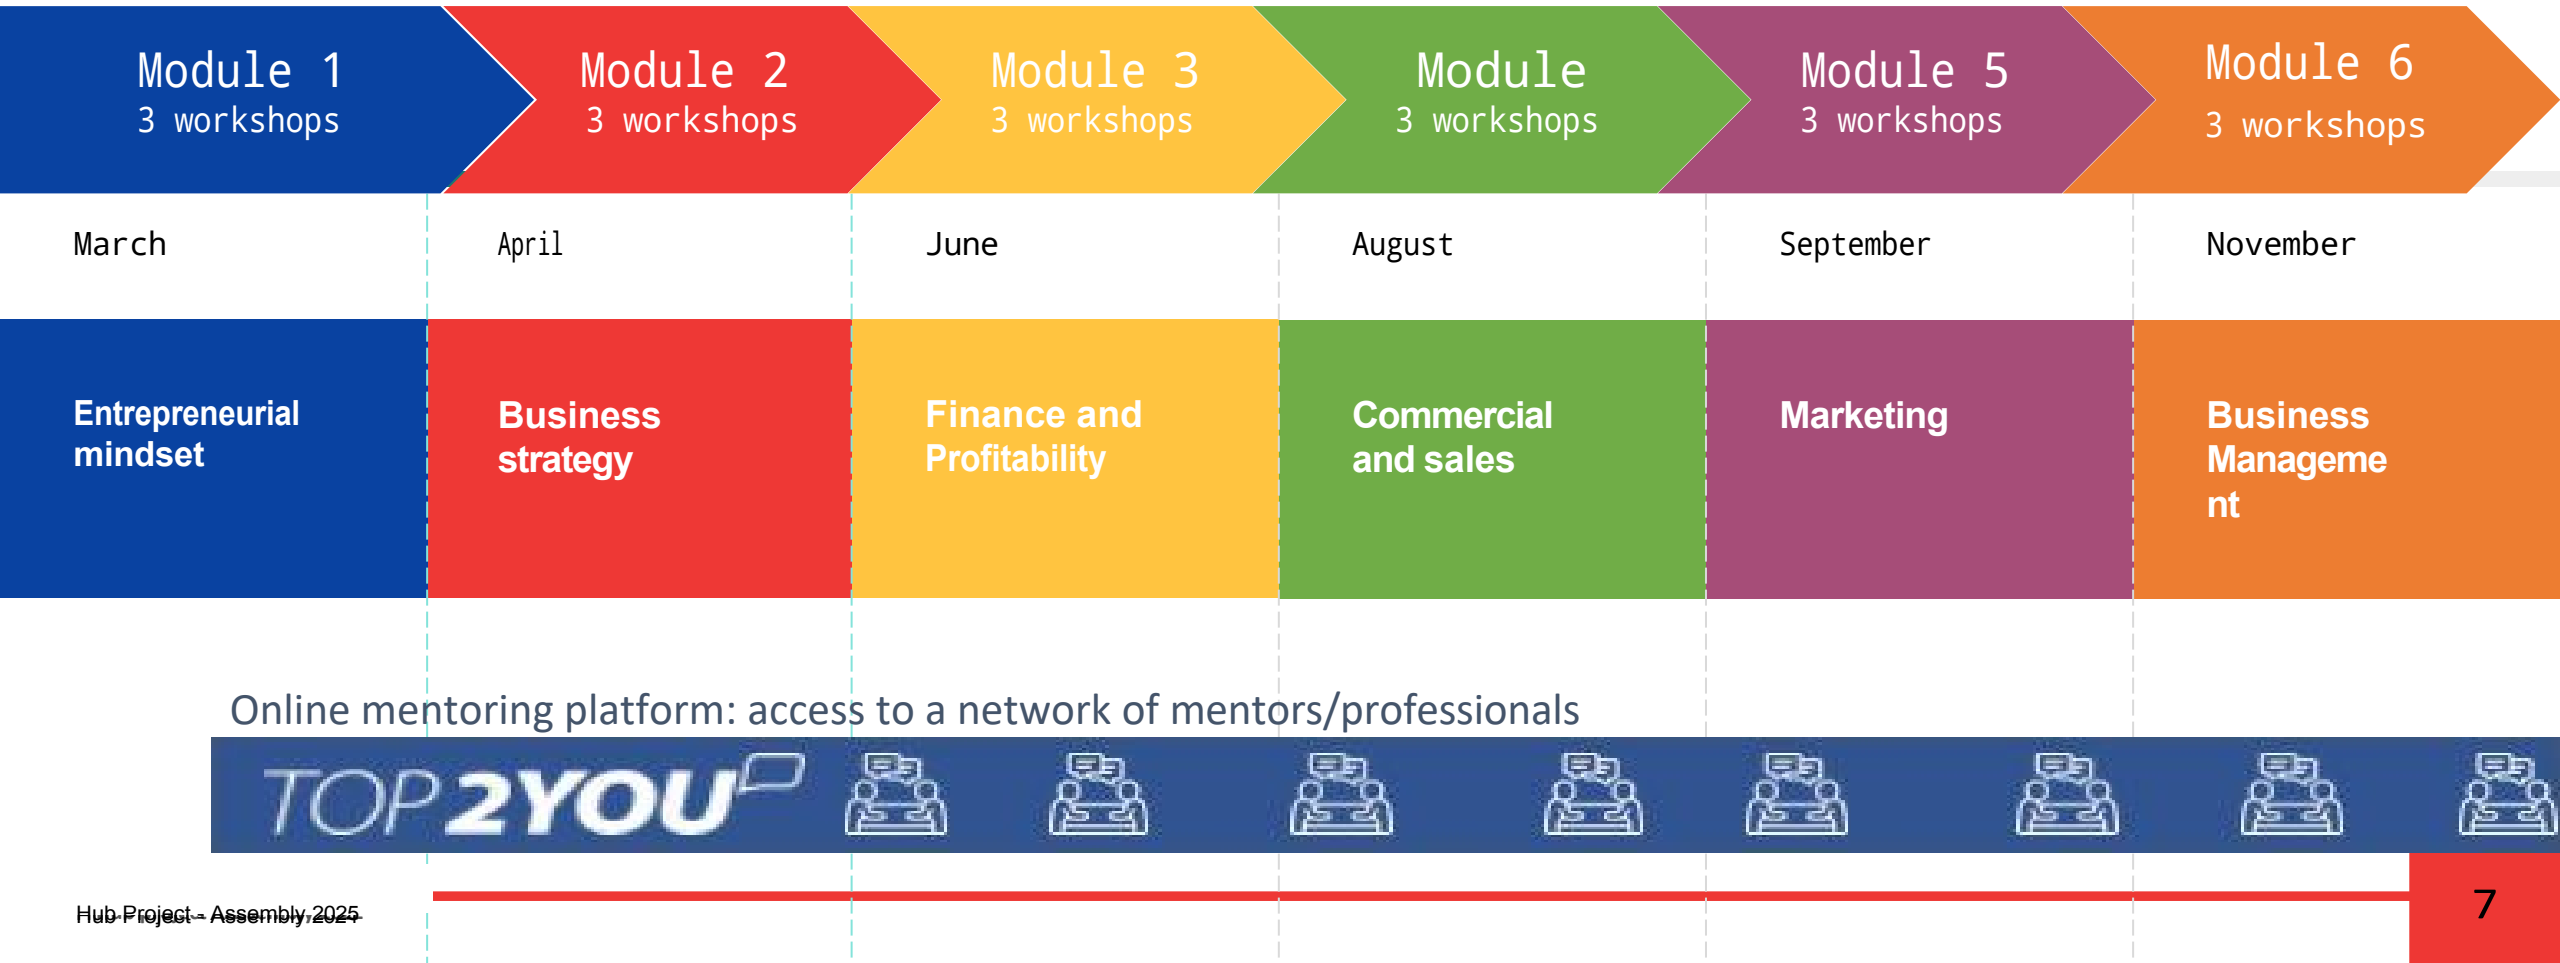 Module 1
3 workshops
Module 2
3 workshops
Module 3
3 workshops
Module
3 workshops
Module 5
3 workshops
Module 6
3 workshops
March
April
June
August
September
November
Entrepreneurial
mindset
Business
strategy
Finance and
Profitability
Commercial
and sales
Marketing
Business
Manageme
nt
Online mentoring platform: access to a network of mentors/professionals
TOP2YOU
Hub Project - Assembly 2025
7